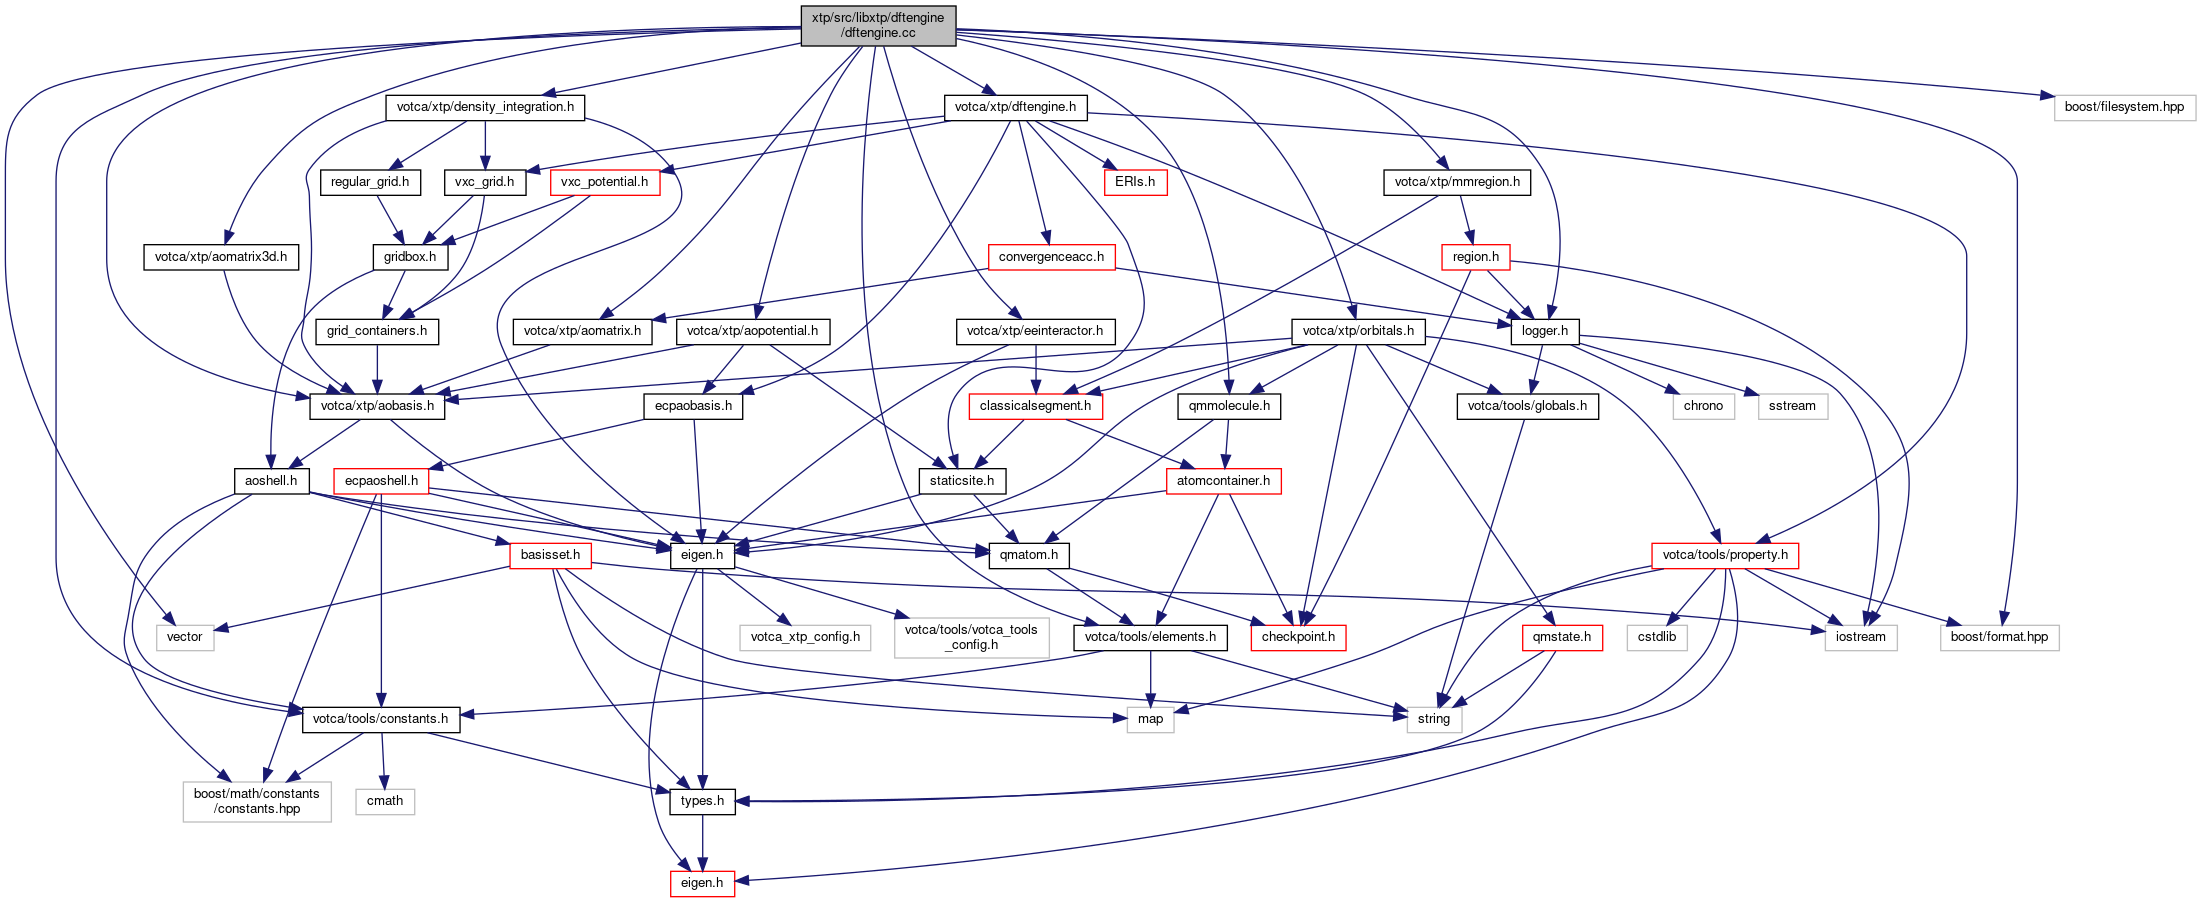 xtp/src/libxtp/dftengine
/dftengine.cc
votca/xtp/density_integration.h
votca/xtp/dftengine.h
boost/filesystem.hpp
regular_grid.h
vxc_grid.h
vxc_potential.h
ERIs.h
votca/xtp/mmregion.h
votca/xtp/aomatrix3d.h
gridbox.h
convergenceacc.h
region.h
grid_containers.h
votca/xtp/aomatrix.h
votca/xtp/aopotential.h
votca/xtp/eeinteractor.h
votca/xtp/orbitals.h
logger.h
votca/xtp/aobasis.h
ecpaobasis.h
classicalsegment.h
qmmolecule.h
votca/tools/globals.h
chrono
sstream
aoshell.h
ecpaoshell.h
staticsite.h
atomcontainer.h
basisset.h
eigen.h
qmatom.h
votca/tools/property.h
vector
votca_xtp_config.h
votca/tools/votca_tools
_config.h
votca/tools/elements.h
checkpoint.h
qmstate.h
cstdlib
iostream
boost/format.hpp
votca/tools/constants.h
map
string
boost/math/constants
/constants.hpp
cmath
types.h
eigen.h